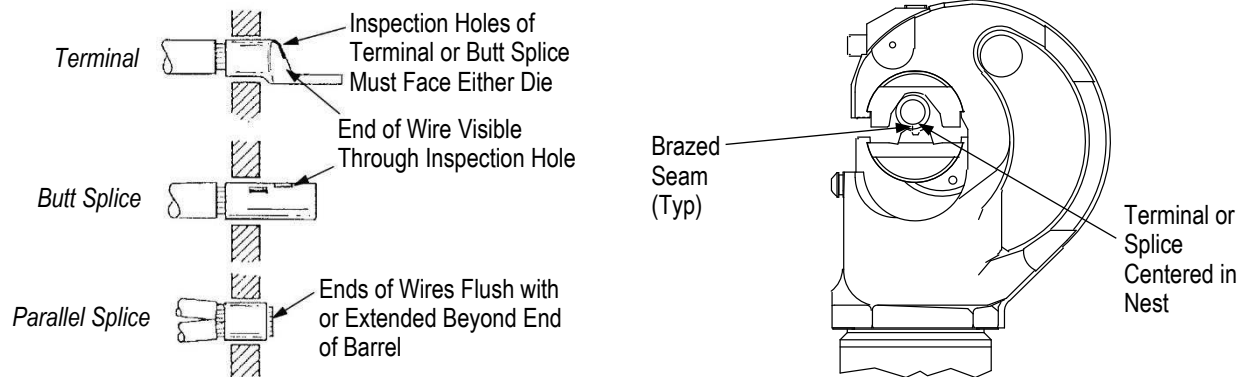 Terminal
Inspection Holes of
Terminal or Butt Splice
Must Face Either Die
End of Wire Visible
Through Inspection Hole
Butt Splice
Parallel Splice
Ends of Wires Flush with
or Extended Beyond End
of Barrel
Brazed
Seam
(Typ)
Terminal or
Splice
Centered in
Nest